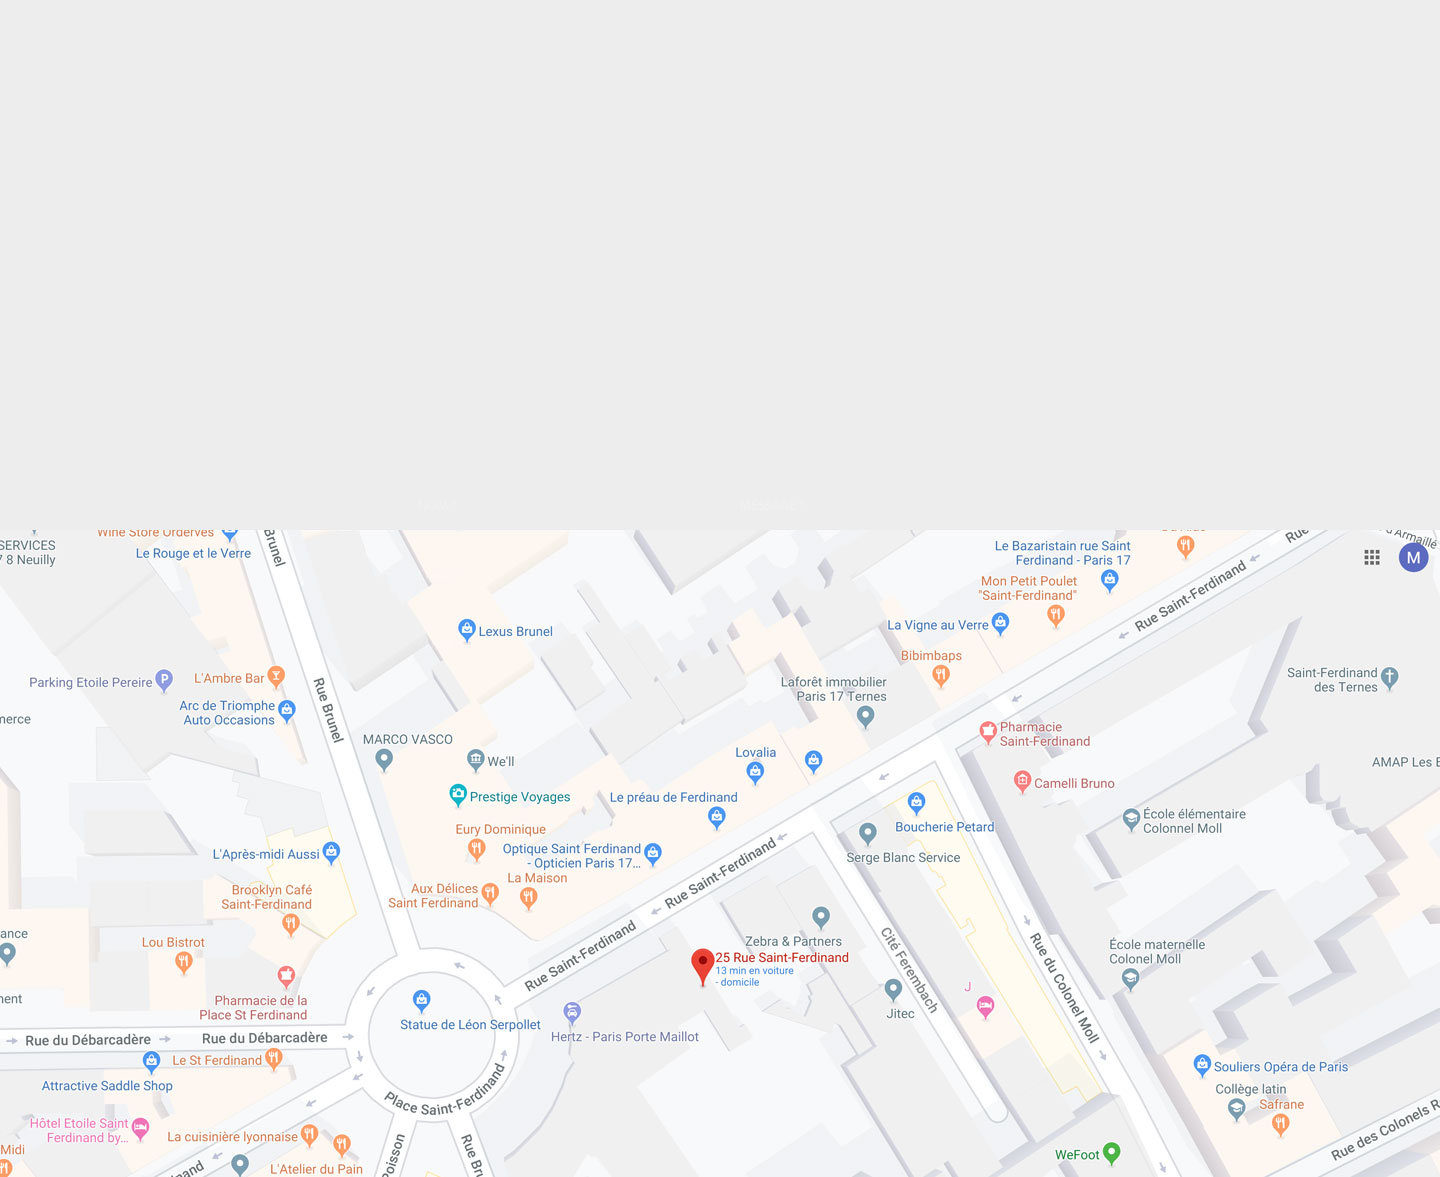 Wine Store Orderves
SERVICES
7 8 Neuilly
Le Rouge et le Verre
Brunel
Le Bazaristain rue Saint
Ferdinand - Paris 17
Rue
d'Armaillé
M
Mon Petit Poulet
"Saint-Ferdinand"
Rue Saint-Ferdinand
La Vigne au Verre
Lexus Brunel
Bibimbaps
Parking Etoile Pereire
P
L'Ambre Bar
Laforêt immobilier
Paris 17 Ternes
Saint-Ferdinand
des Ternes
Arc de Triomphe
Auto Occasions
Rue Brunel
merce
MARCO VASCO
We'll
Pharmacie
Saint-Ferdinand
Lovalia
AMAP Les B
Camelli Bruno
Prestige Voyages
Le préau de Ferdinand
École élémentaire
Colonnel Moll
Boucherie Petard
Eury Dominique
Optique Saint Ferdinand
- Opticien Paris 17...
Serge Blanc Service
L'Après-midi Aussi
La Maison
Rue Saint-Ferdinand
Aux Délices
Saint Ferdinand
Brooklyn Café
Saint-Ferdinand
ance
Lou Bistrot
Rue Saint-Ferdinand
Zebra & Partners
25 Rue Saint-Ferdinand
13 min en voiture
- domicile
Cité Ferembach
Rue du Colonel Moll
École maternelle
Colonel Moll
ment
Pharmacie de la
Place St Ferdinand
J
Jitec
Statue de Léon Serpollet
Hertz - Paris Porte Maillot
Rue du Débarcadère
Rue du Débarcadère
Le St Ferdinand
Attractive Saddle Shop
Place Saint-Ferdinand
Souliers Opéra de Paris
Collège latin
Safrane
Hôtel Etoile Saint
Ferdinand by...
La cuisinière lyonnaise
Midi
L'Atelier du Pain
Poisson
Rue Bru
WeFoot
Rue des Colonels R
nand